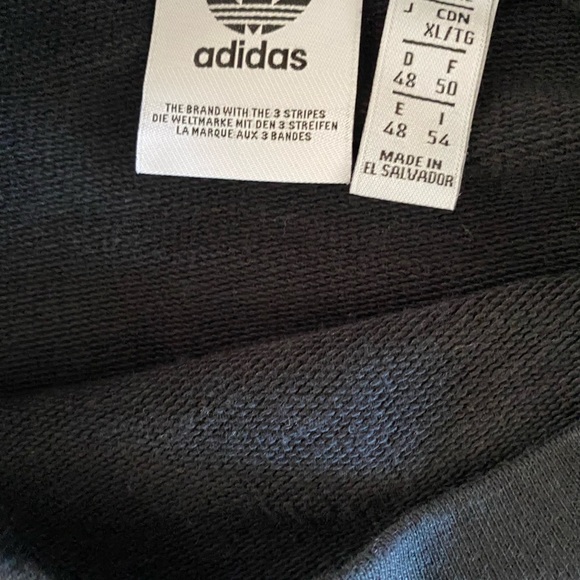 adidas
THE BRAND WITH THE 3 STRIPES
DIE WELTMARKE MIT DEN 3 STREIFEN
LA MARQUE AUX 3 BANDES
J CDN
XL/TG
D F
48 50
E I
48 54
MADE IN
EL SALVADOR